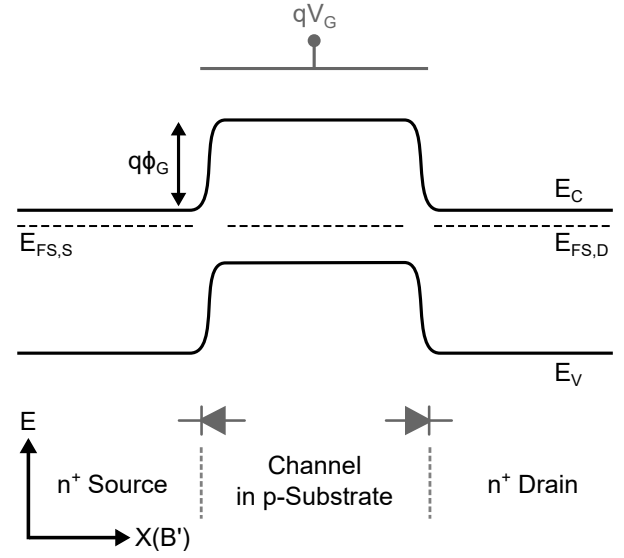 qV_G
qϕ_G
E_C
E_FS,S
E_FS,D
E_V
E
Channel
in p-Substrate
n⁺ Source
n⁺ Drain
X(B')